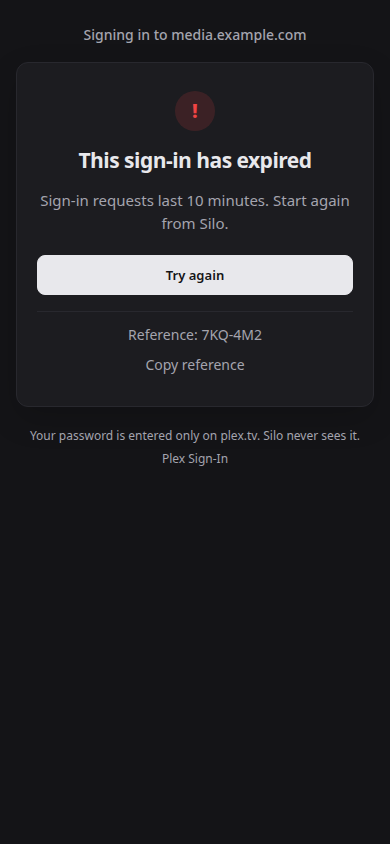 Signing in to media.example.com
!
This sign-in has expired
Sign-in requests last 10 minutes. Start again
from Silo.
Try again
Reference: 7KQ-4M2
Copy reference
Your password is entered only on plex.tv. Silo never sees it.
Plex Sign-In